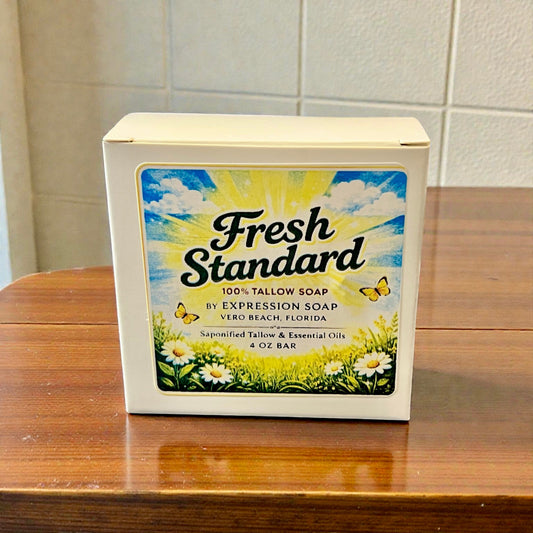 Fresh
Standard
100% TALLOW SOAP
BY EXPRESSION SOAP
VERO BEACH, FLORIDA
Saponified Tallow & Essential Oils
4 OZ BAR